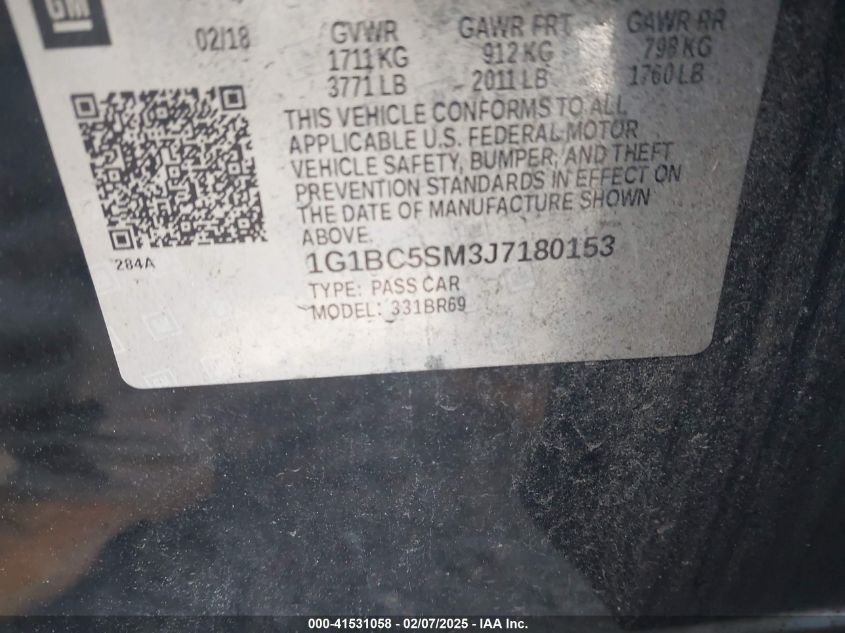 GM
02/18
GVWR GAWR FRT GAWR RR
1711 KG 912 KG 798 KG
3771 LB 2011 LB 1760 LB
THIS VEHICLE CONFORMS TO ALL
APPLICABLE U.S. FEDERAL MOTOR
VEHICLE SAFETY, BUMPER, AND THEFT
PREVENTION STANDARDS IN EFFECT ON
THE DATE OF MANUFACTURE SHOWN
ABOVE.
284A
1G1BC5SM3J7180153
TYPE: PASS CAR
MODEL: 331BR69
000-41531058 - 02/07/2025 - IAA Inc.